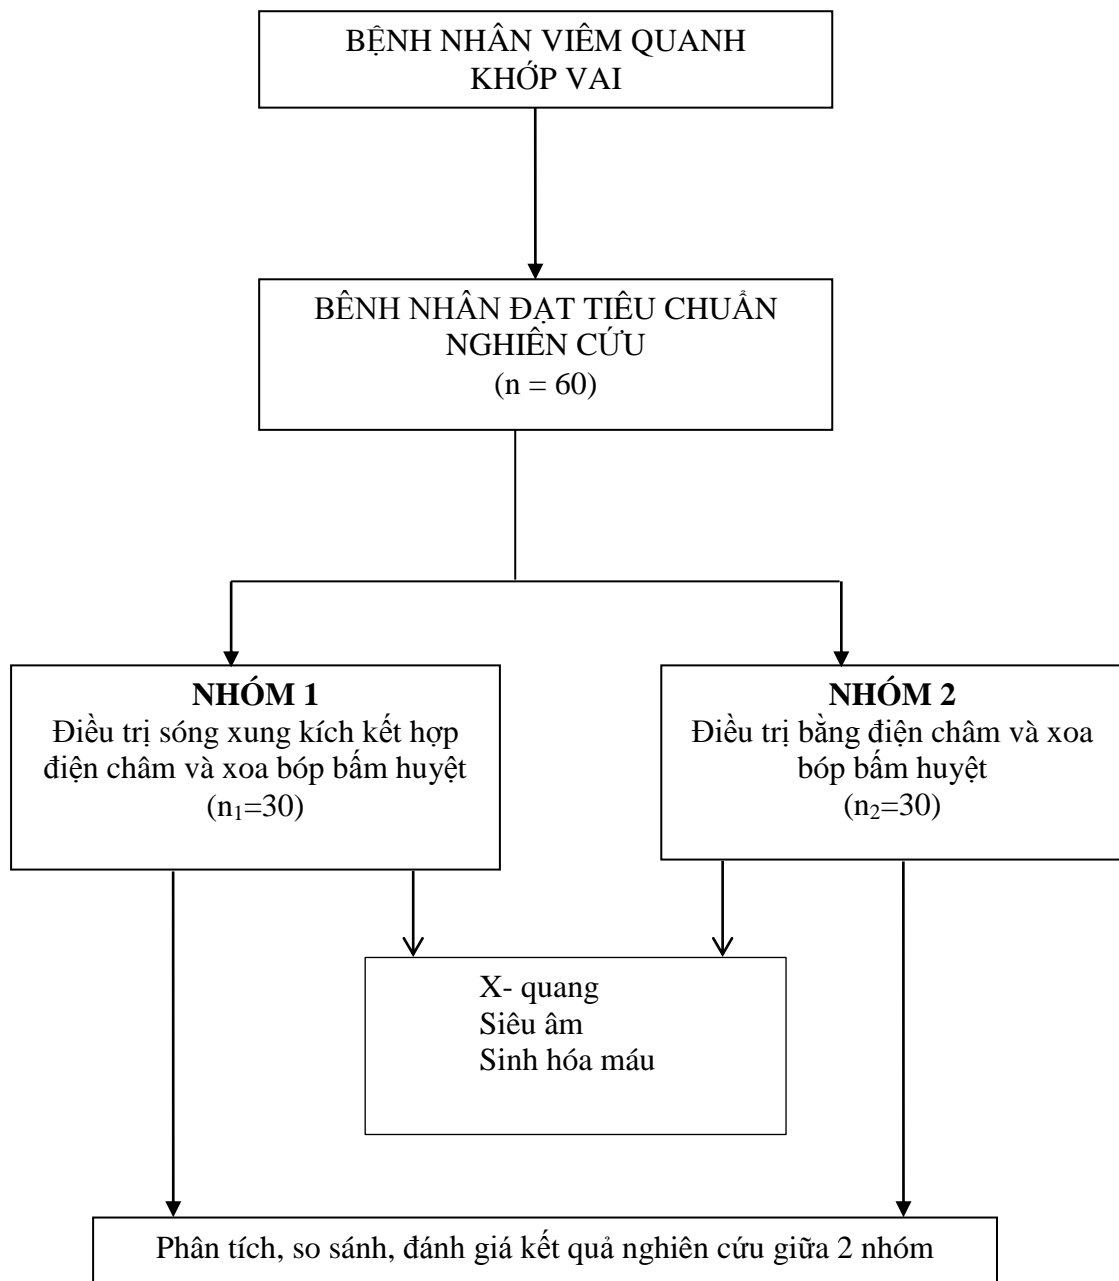 BỆNH NHÂN VIÊM QUANH
KHỚP VAI
BÊNH NHÂN ĐẠT TIÊU CHUẨN
NGHIÊN CỨU
(n = 60)
NHÓM 1
Điều trị sóng xung kích kết hợp
điện châm và xoa bóp bấm huyệt
(n₁=30)
NHÓM 2
Điều trị bằng điện châm và xoa
bóp bấm huyệt
(n₂=30)
X- quang
Siêu âm
Sinh hóa máu
Phân tích, so sánh, đánh giá kết quả nghiên cứu giữa 2 nhóm